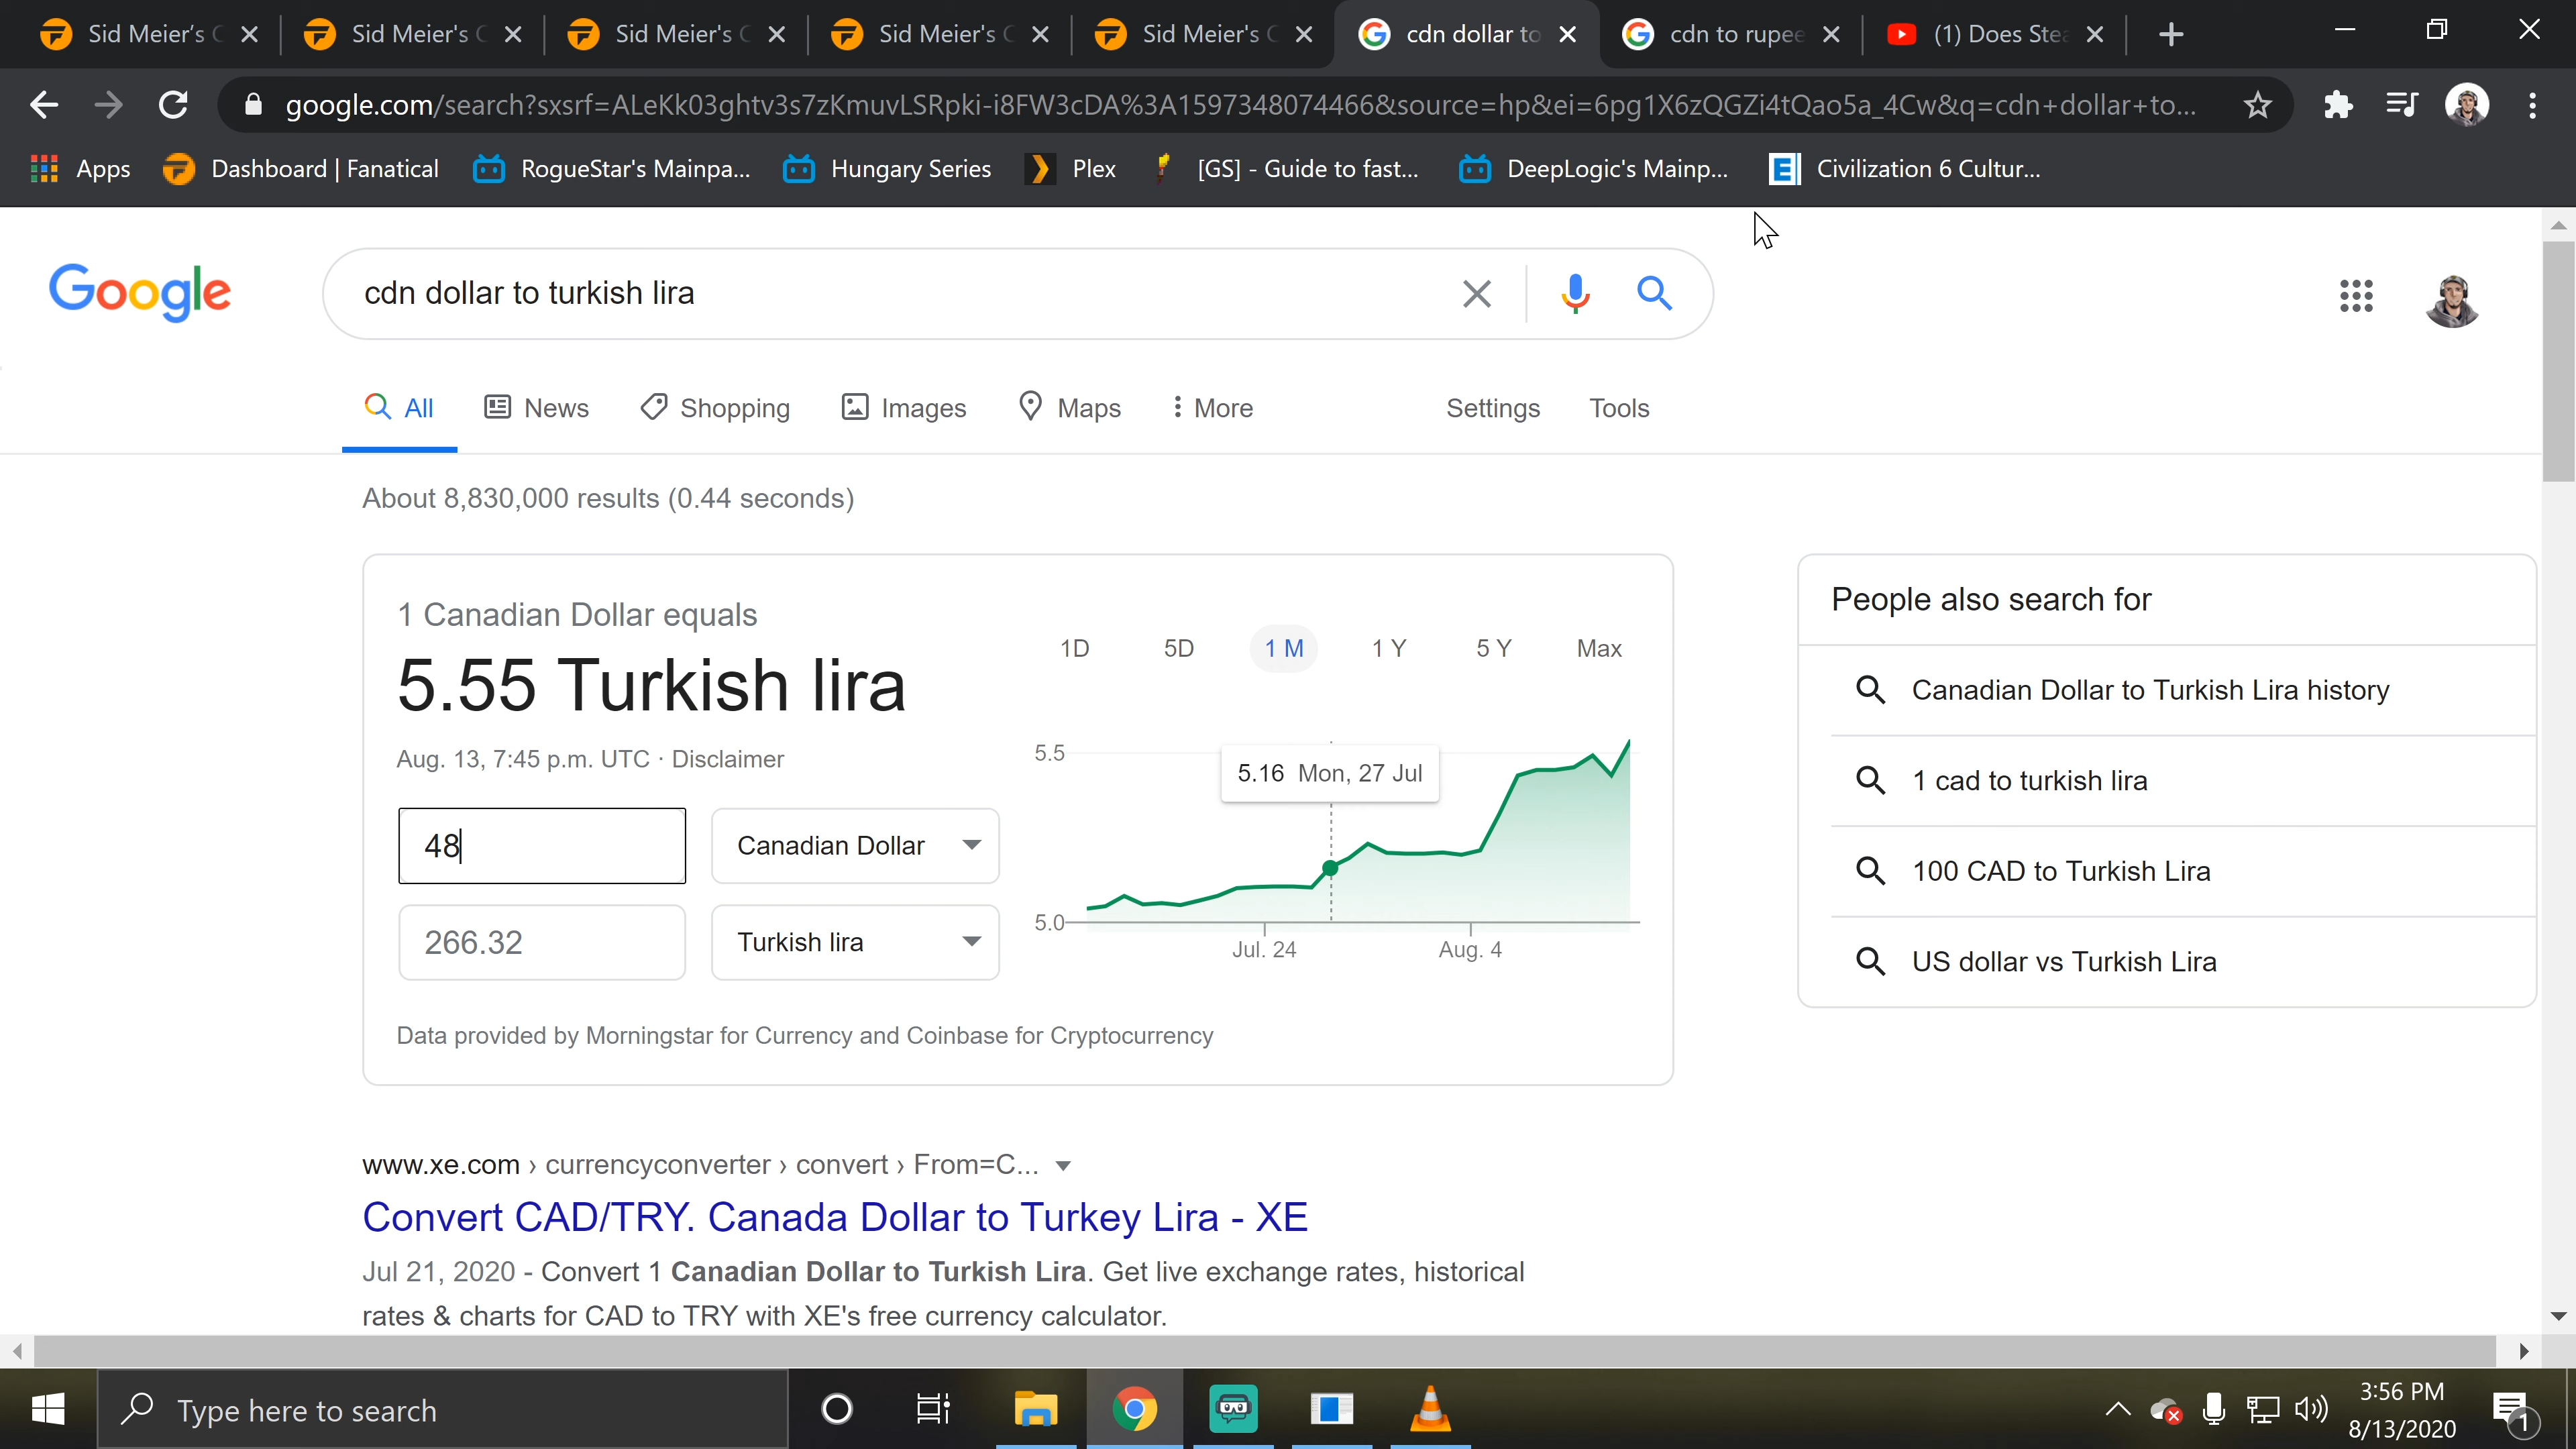 Sid Meier's C
Sid Meier's C
Sid Meier's C
Sid Meier's C
Sid Meier's C
cdn dollar to
cdn to rupee
(1) Does Stea
google.com/search?sxsrf=ALeKk03ghtv3s7zKmuvLSRpki-i8FW3cDA%3A1597348074466&source=hp&ei=6pg1X6zQGZi4tQao5a_4Cw&q=cdn+dollar+to...
Apps
Dashboard | Fanatical
RogueStar's Mainpa...
Hungary Series
Plex
[GS] - Guide to fast...
DeepLogic's Mainp...
Civilization 6 Cultur...
Google
cdn dollar to turkish lira
All
News
Shopping
Images
Maps
More
Settings
Tools
About 8,830,000 results (0.44 seconds)
1 Canadian Dollar equals
5.55 Turkish lira
Aug. 13, 7:45 p.m. UTC · Disclaimer
48
Canadian Dollar
266.32
Turkish lira
1D
5D
1 M
1 Y
5 Y
Max
5.5
5.16 Mon, 27 Jul
5.0
Jul. 24
Aug. 4
Data provided by Morningstar for Currency and Coinbase for Cryptocurrency
People also search for
Canadian Dollar to Turkish Lira history
1 cad to turkish lira
100 CAD to Turkish Lira
US dollar vs Turkish Lira
www.xe.com › currencyconverter › convert › From=C...
Convert CAD/TRY. Canada Dollar to Turkey Lira - XE
Jul 21, 2020 - Convert 1 Canadian Dollar to Turkish Lira. Get live exchange rates, historical
rates & charts for CAD to TRY with XE's free currency calculator.
Type here to search
3:56 PM
8/13/2020
1